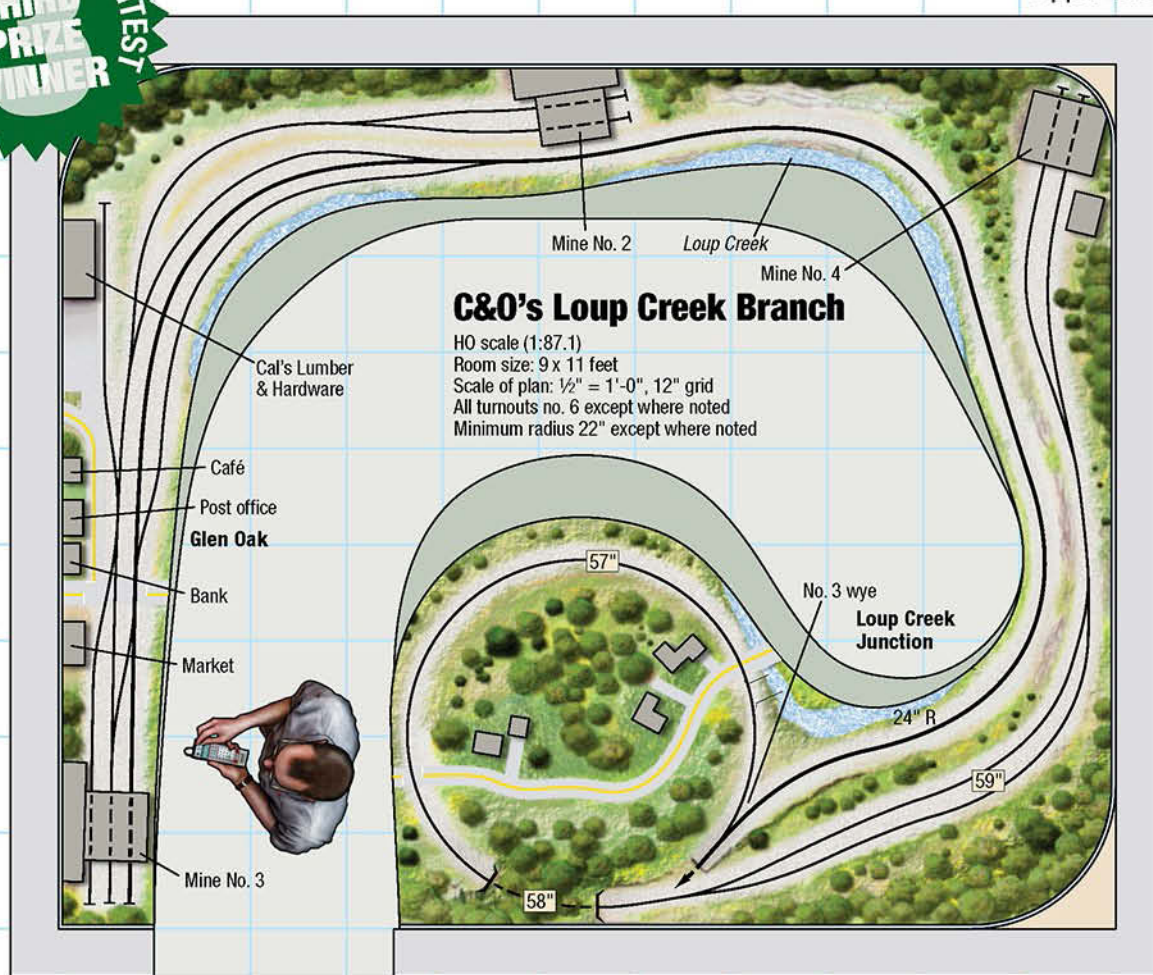 PRIZE
WINNER
Mine No. 2
Loup Creek
Mine No. 4
C&O's Loup Creek Branch
HO scale (1:87.1)
Room size: 9 x 11 feet
Scale of plan: ½" = 1'-0", 12" grid
All turnouts no. 6 except where noted
Minimum radius 22" except where noted
Cal's Lumber
& Hardware
Café
Post office
Glen Oak
Bank
Market
Mine No. 3
57"
No. 3 wye
Loup Creek
Junction
24" R
59"
58"